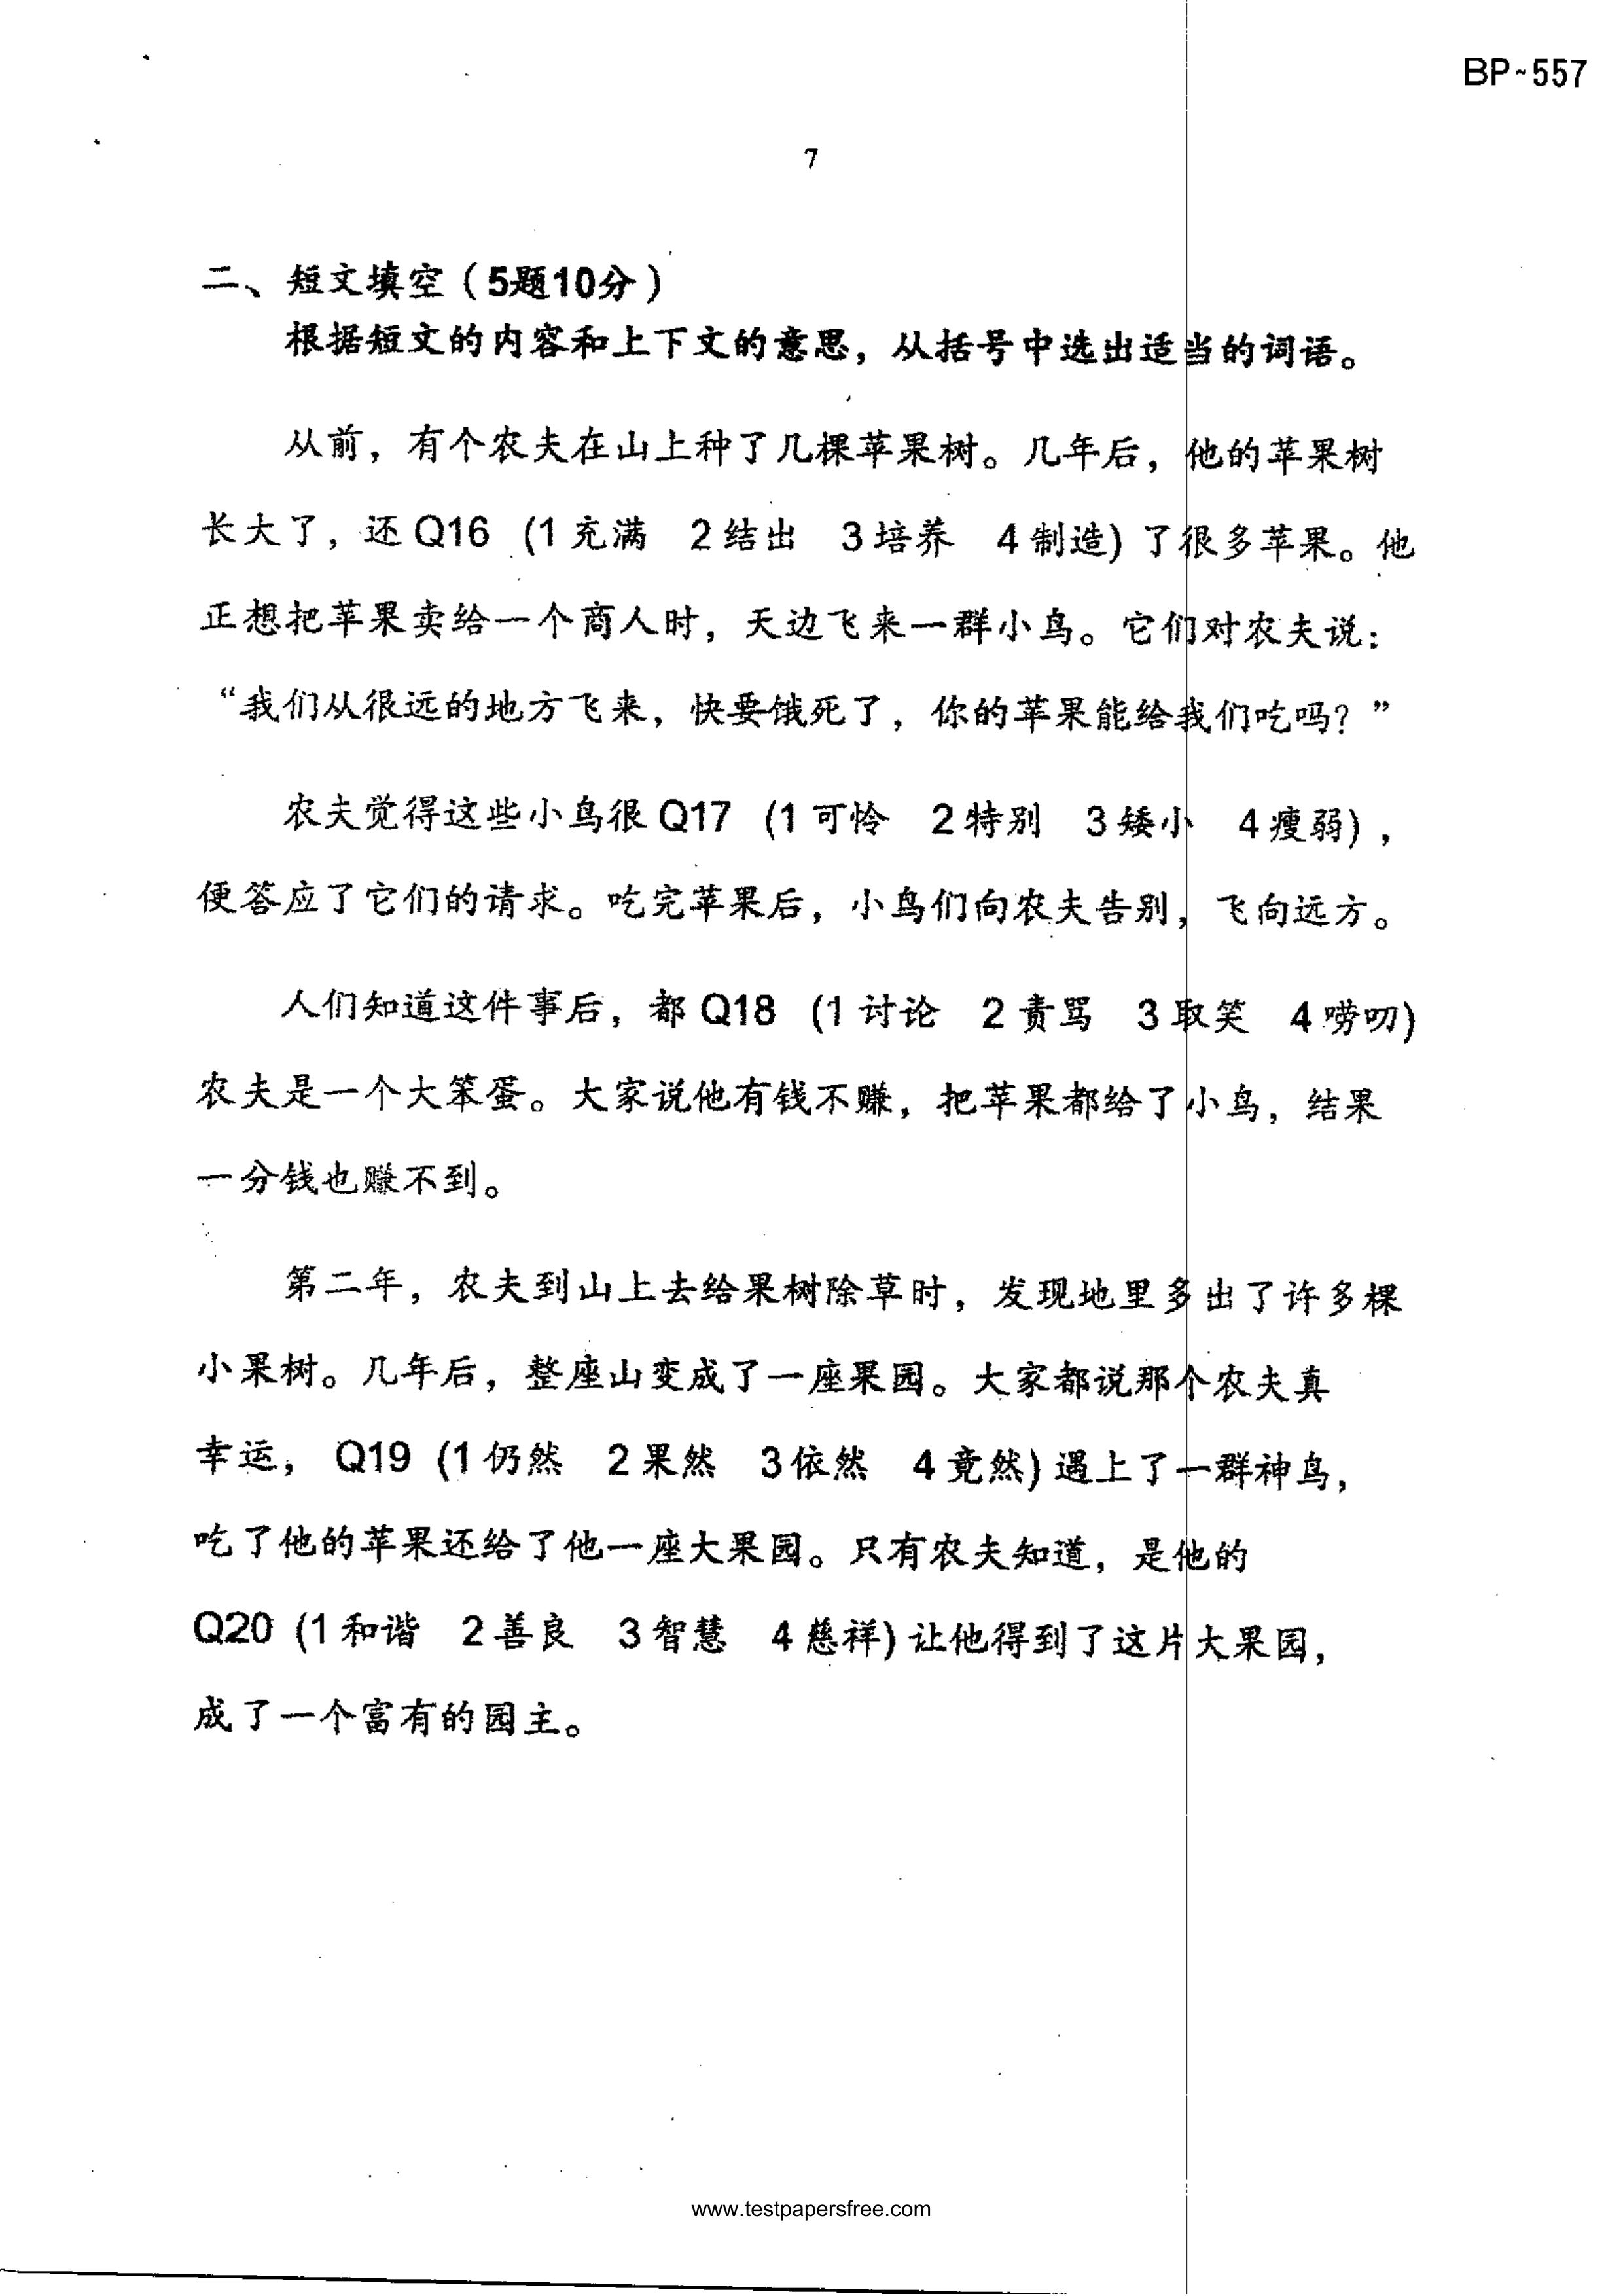 BP~557
7
二、短文填空（5题10分）
根据短文的内容和上下文的意思，从括号中选出适当的词语。
从前，有个农夫在山上种了几棵苹果树。几年后，他的苹果树
长大了，还 Q16 (1 充满 2 结出 3 培养 4 制造) 了很多苹果。他
正想把苹果卖给一个商人时，天边飞来一群小鸟。它们对农夫说：
“我们从很远的地方飞来，快要饿死了，你的苹果能给我们吃吗？”
农夫觉得这些小鸟很 Q17 (1 可怜 2 特别 3 矮小 4 瘦弱)，
便答应了它们的请求。吃完苹果后，小鸟们向农夫告别，飞向远方。
人们知道这件事后，都 Q18 (1 讨论 2 责骂 3 取笑 4 唠叨)
农夫是一个大笨蛋。大家说他有钱不赚，把苹果都给了小鸟，结果
一分钱也赚不到。
第二年，农夫到山上去给果树除草时，发现地里多出了许多棵
小果树。几年后，整座山变成了一座果园。大家都说那个农夫真
幸运， Q19 (1 仍然 2 果然 3 依然 4 竟然) 遇上了一群神鸟，
吃了他的苹果还给了他一座大果园。只有农夫知道，是他的
Q20 (1 和谐 2 善良 3 智慧 4 慈祥) 让他得到了这片大果园，
成了一个富有的园主。
www.testpapersfree.com